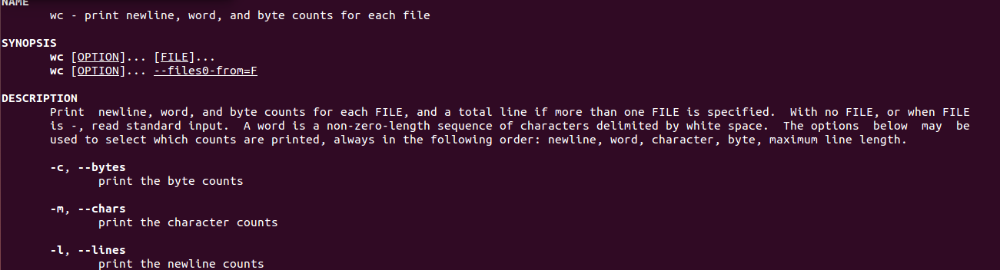 NAME
wc - print newline, word, and byte counts for each file
SYNOPSIS
wc [OPTION]... [FILE]...
wc [OPTION]... --files0-from=F
DESCRIPTION
Print  newline, word, and byte counts for each FILE, and a total line if more than one FILE is specified.  With no FILE, or when FILE
is -, read standard input.  A word is a non-zero-length sequence of characters delimited by white space.  The options  below  may  be
used to select which counts are printed, always in the following order: newline, word, character, byte, maximum line length.
-c, --bytes
print the byte counts
-m, --chars
print the character counts
-l, --lines
print the newline counts